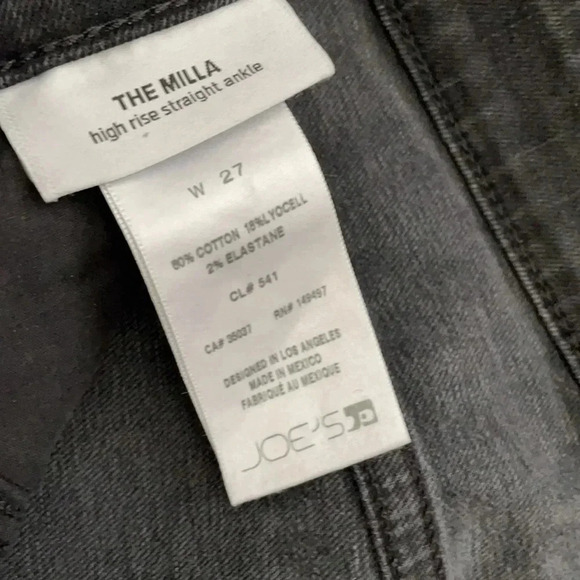 THE MILLA
high rise straight ankle
W 27
80% COTTON 18%LYOCELL
2% ELASTANE
CL# 541
CA# 35037 RN# 149457
DESIGNED IN LOS ANGELES
MADE IN MEXICO
FABRIQUÉ AU MEXIQUE
JOE'S